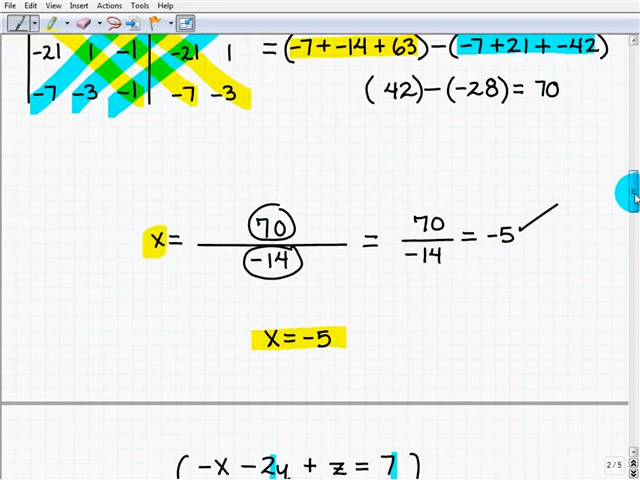 File Edit View Insert Actions Tools Help
-21 1 -1 -21 1 = (-7 + -14 + 63) - (-7 + 21 + -42)
-7 -3 -1 -7 -3 (42) - (-28) = 70
x = 70/-14 = 70/-14 = -5 ✓
x = -5
-x - 2y + z = 7
2/5